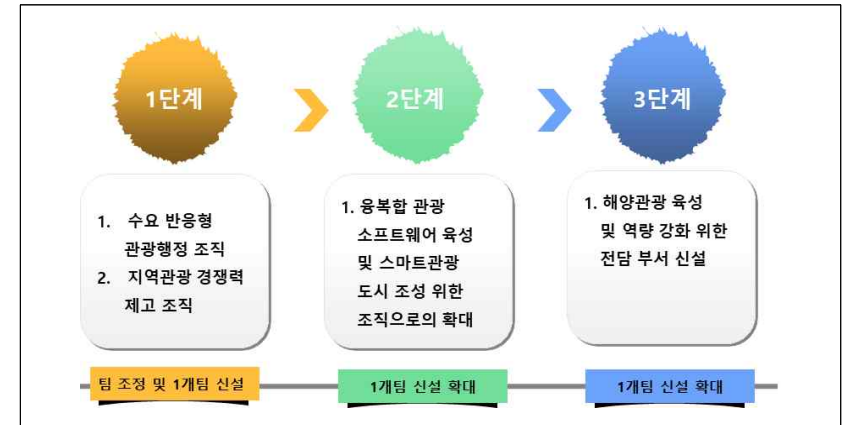 1단계
2단계
3단계
1. 수요 반응형
관광행정 조직
2. 지역관광 경쟁력
제고 조직
1. 융복합 관광
소프트웨어 육성
및 스마트관광
도시 조성 위한
조직으로의 확대
1. 해양관광 육성
및 역량 강화 위한
전담 부서 신설
팀 조정 및 1개팀 신설
1개팀 신설 확대
1개팀 신설 확대